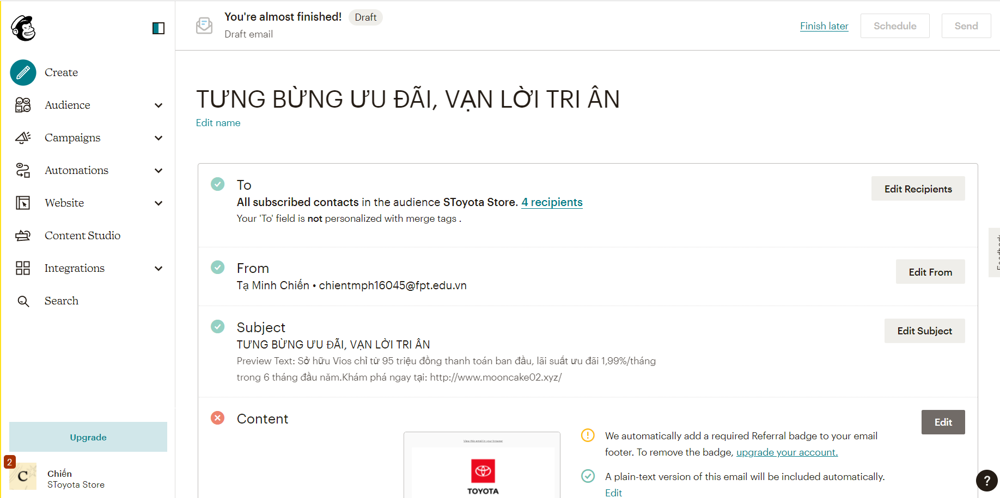 You're almost finished!
Draft
Draft email
Finish later
Schedule
Send
Create
Audience
Campaigns
Automations
Website
Content Studio
Integrations
Search
Upgrade
2
C
Chiến
SToyota Store
TƯNG BỪNG ƯU ĐÃI, VẠN LỜI TRI ÂN
Edit name
To
All subscribed contacts in the audience SToyota Store. 4 recipients
Your 'To' field is not personalized with merge tags .
Edit Recipients
From
Tạ Minh Chiến • chientmph16045@fpt.edu.vn
Edit From
Subject
TƯNG BỪNG ƯU ĐÃI, VẠN LỜI TRI ÂN
Preview Text: Sở hữu Vios chỉ từ 95 triệu đồng thanh toán ban đầu, lãi suất ưu đãi 1,99%/tháng
trong 6 tháng đầu năm.Khám phá ngay tại: http://www.mooncake02.xyz/
Edit Subject
Content
Edit
View this email in your browser
TOYOTA
We automatically add a required Referral badge to your email
footer. To remove the badge, upgrade your account.
A plain-text version of this email will be included automatically.
Edit
Feedback
?